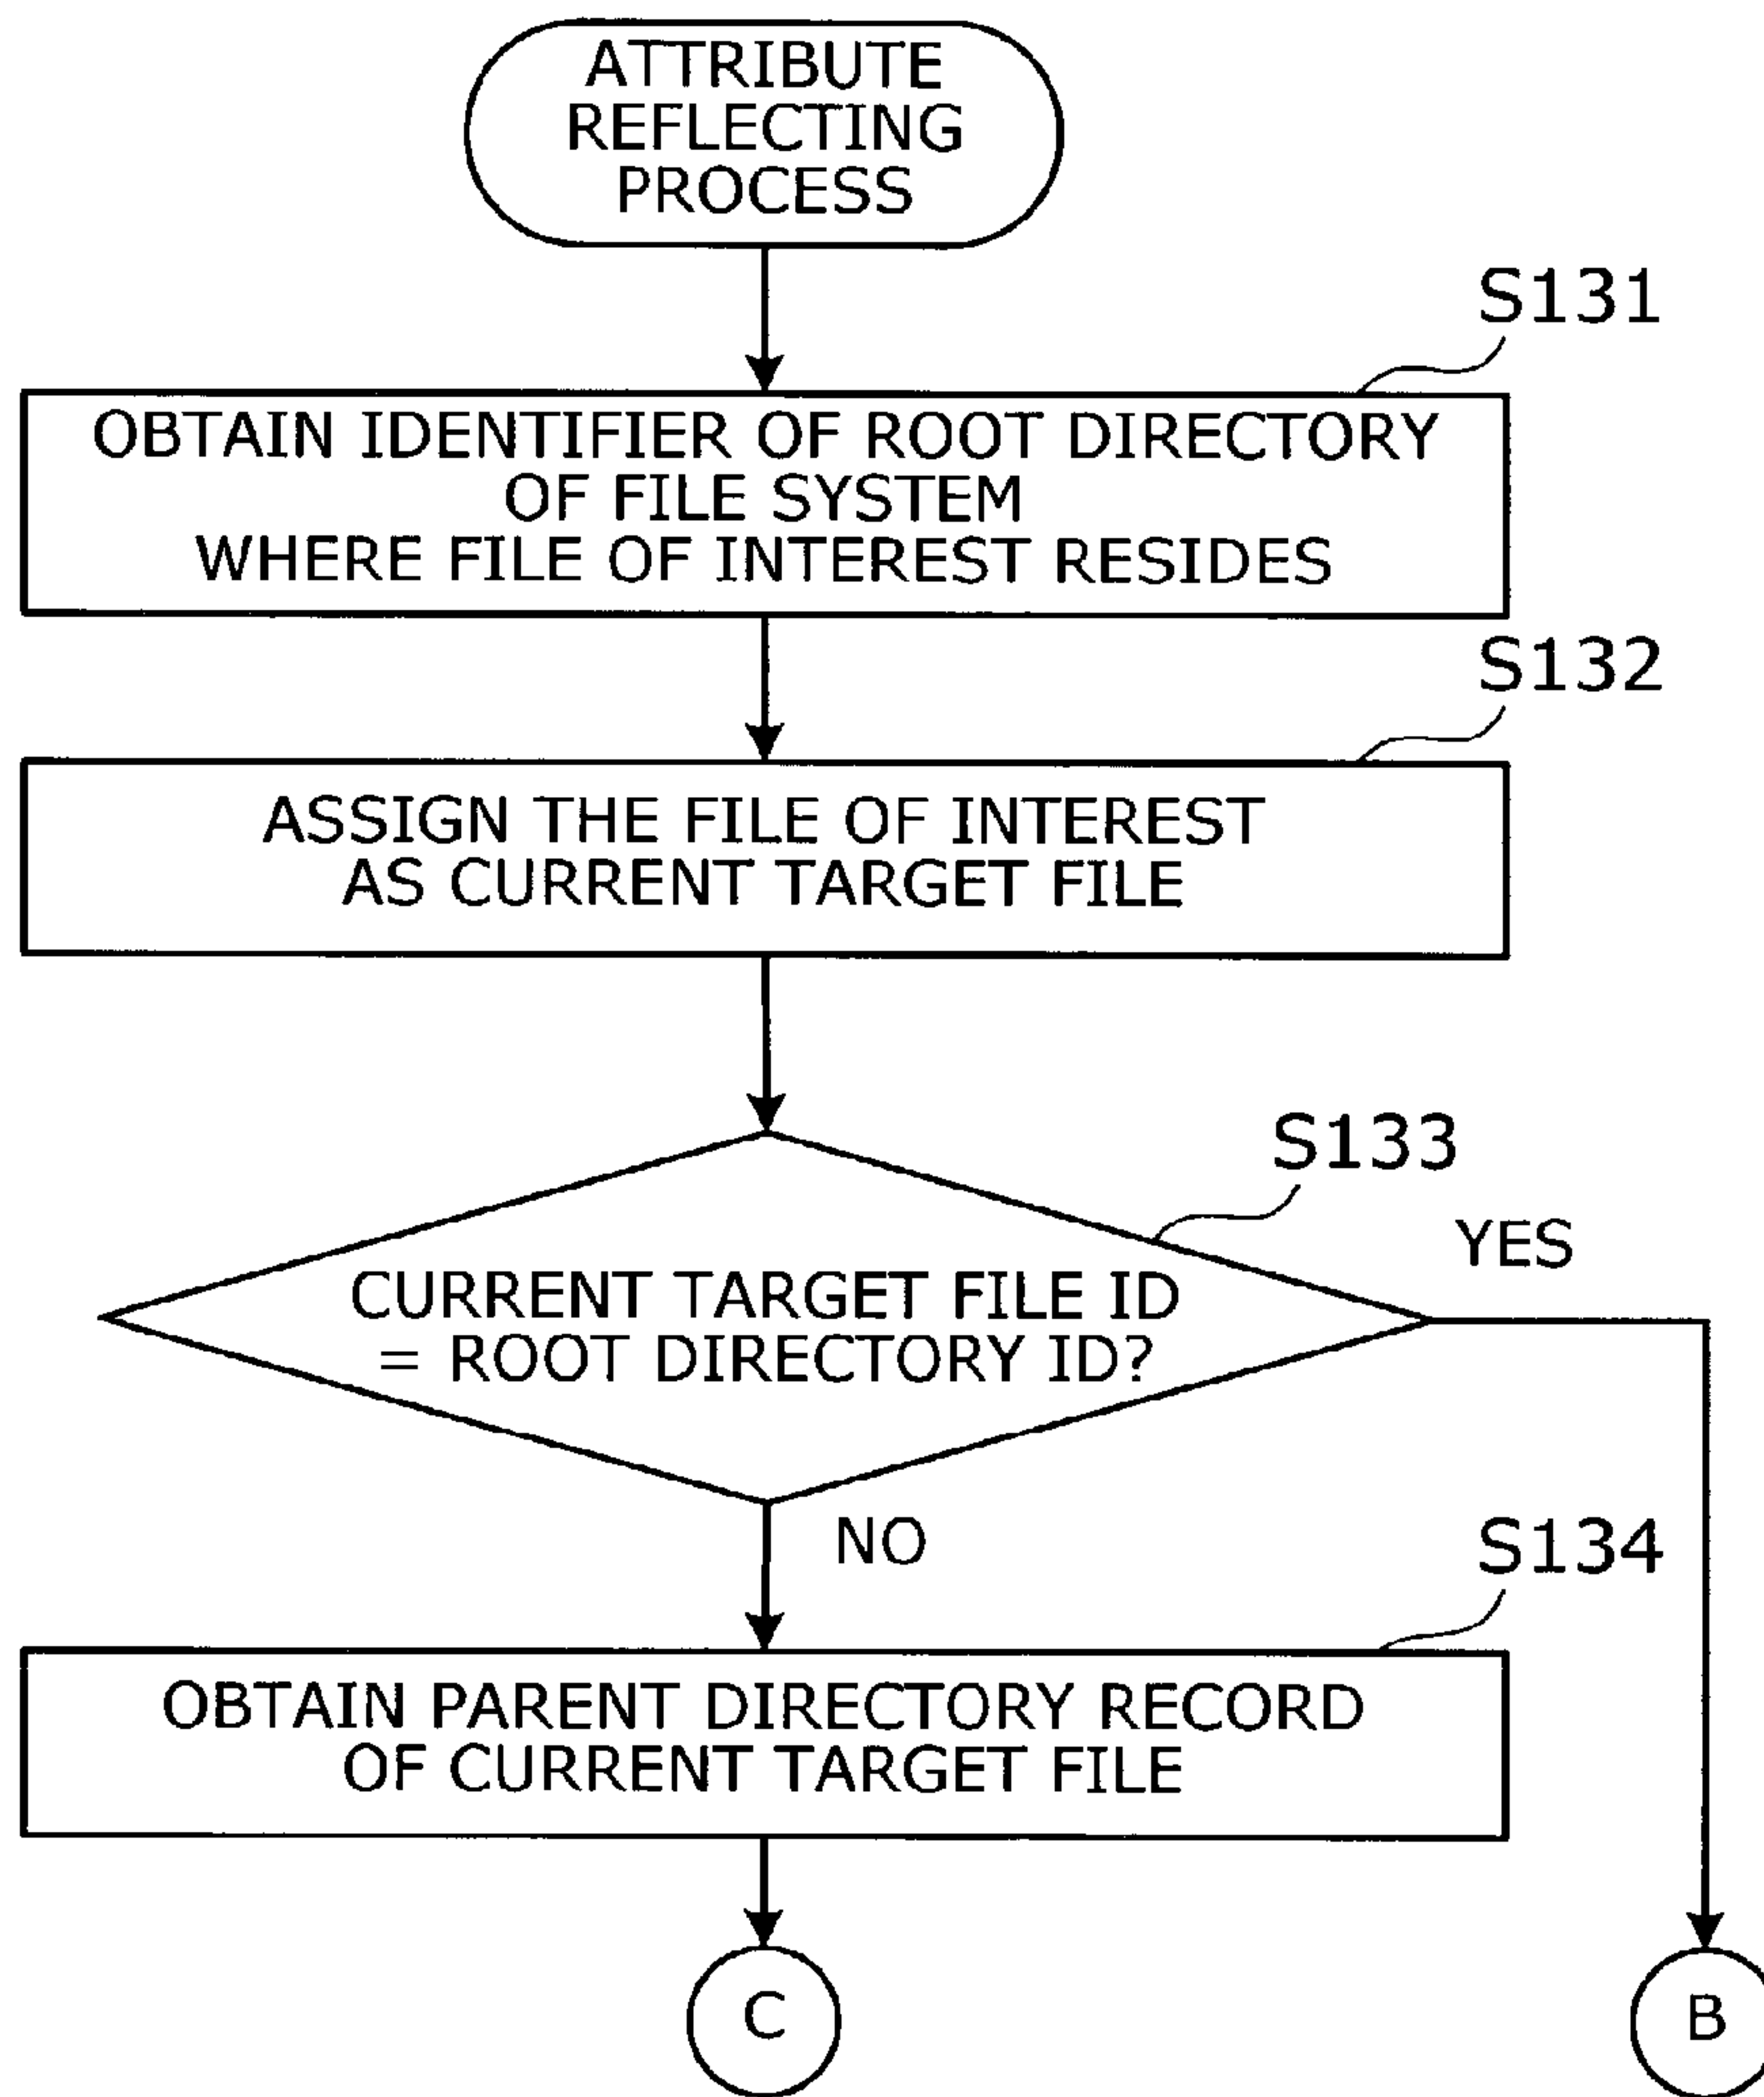 ATTRIBUTE
REFLECTING
PROCESS
S131
OBTAIN IDENTIFIER OF ROOT DIRECTORY
OF FILE SYSTEM
WHERE FILE OF INTEREST RESIDES
S132
ASSIGN THE FILE OF INTEREST
AS CURRENT TARGET FILE
S133
YES
CURRENT TARGET FILE ID
= ROOT DIRECTORY ID?
NO
S134
OBTAIN PARENT DIRECTORY RECORD
OF CURRENT TARGET FILE
C
B